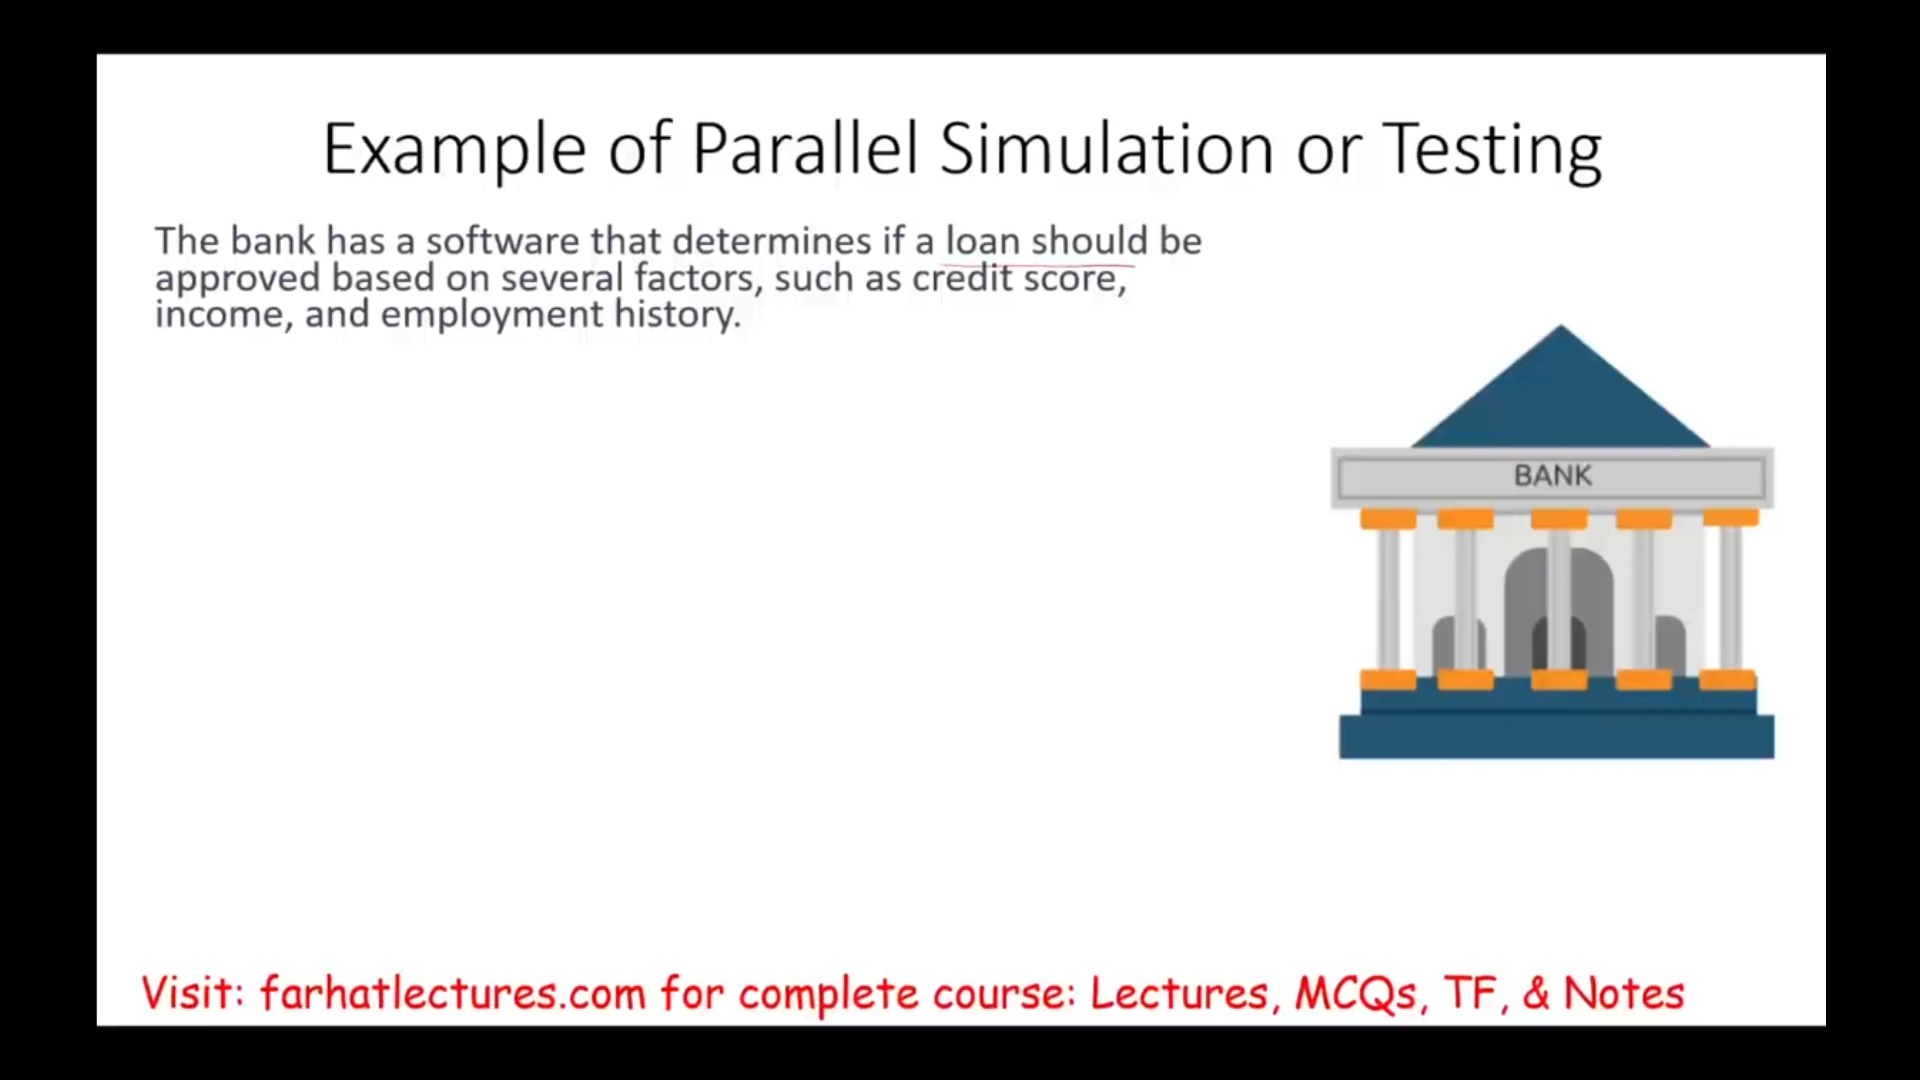 Example of Parallel Simulation or Testing
The bank has a software that determines if a loan should be
approved based on several factors, such as credit score,
income, and employment history.
BANK
Visit: farhatlectures.com for complete course: Lectures, MCQs, TF, & Notes